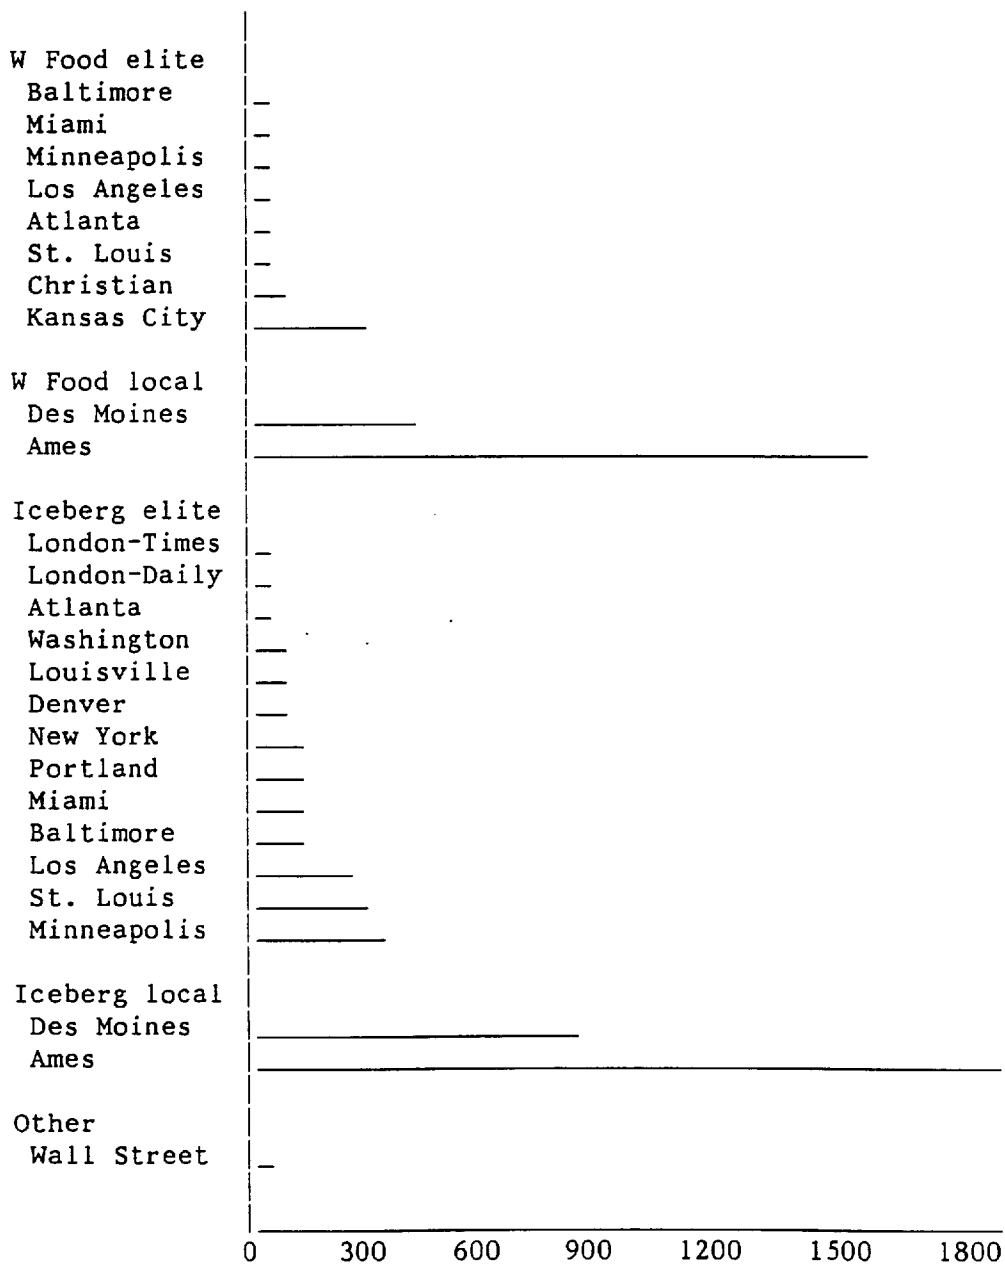 W Food elite
Baltimore
Miami
Minneapolis
Los Angeles
Atlanta
St. Louis
Christian
Kansas City
W Food local
Des Moines
Ames
Iceberg elite
London-Times
London-Daily
Atlanta
Washington
Louisville
Denver
New York
Portland
Miami
Baltimore
Los Angeles
St. Louis
Minneapolis
Iceberg local
Des Moines
Ames
Other
Wall Street
0 300 600 900 1200 1500 1800